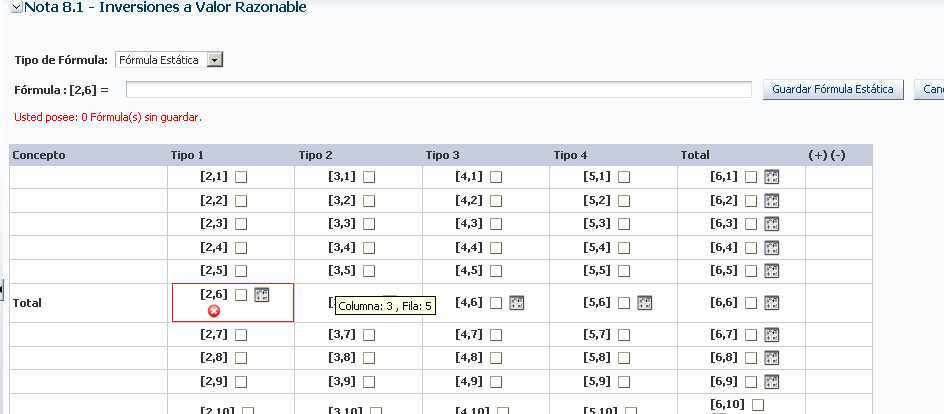 Nota 8.1 - Inversiones a Valor Razonable
Tipo de Fórmula: Fórmula Estática
Fórmula : [2,6] = Guardar Fórmula Estática
Usted posee: 0 Fórmula(s) sin guardar.
Concepto Tipo 1 Tipo 2 Tipo 3 Tipo 4 Total (+) (-)
[2,1] [3,1] [4,1] [5,1] [6,1]
[2,2] [3,2] [4,2] [5,2] [6,2]
[2,3] [3,3] [4,3] [5,3] [6,3]
[2,4] [3,4] [4,4] [5,4] [6,4]
[2,5] [3,5] [4,5] [5,5] [6,5]
Total [2,6] Columna: 3 , Fila: 5 [4,6] [5,6] [6,6]
[2,7] [3,7] [4,7] [5,7] [6,7]
[2,8] [3,8] [4,8] [5,8] [6,8]
[2,9] [3,9] [4,9] [5,9] [6,9]
[2,10] [3,10] [4,10] [5,10] [6,10]